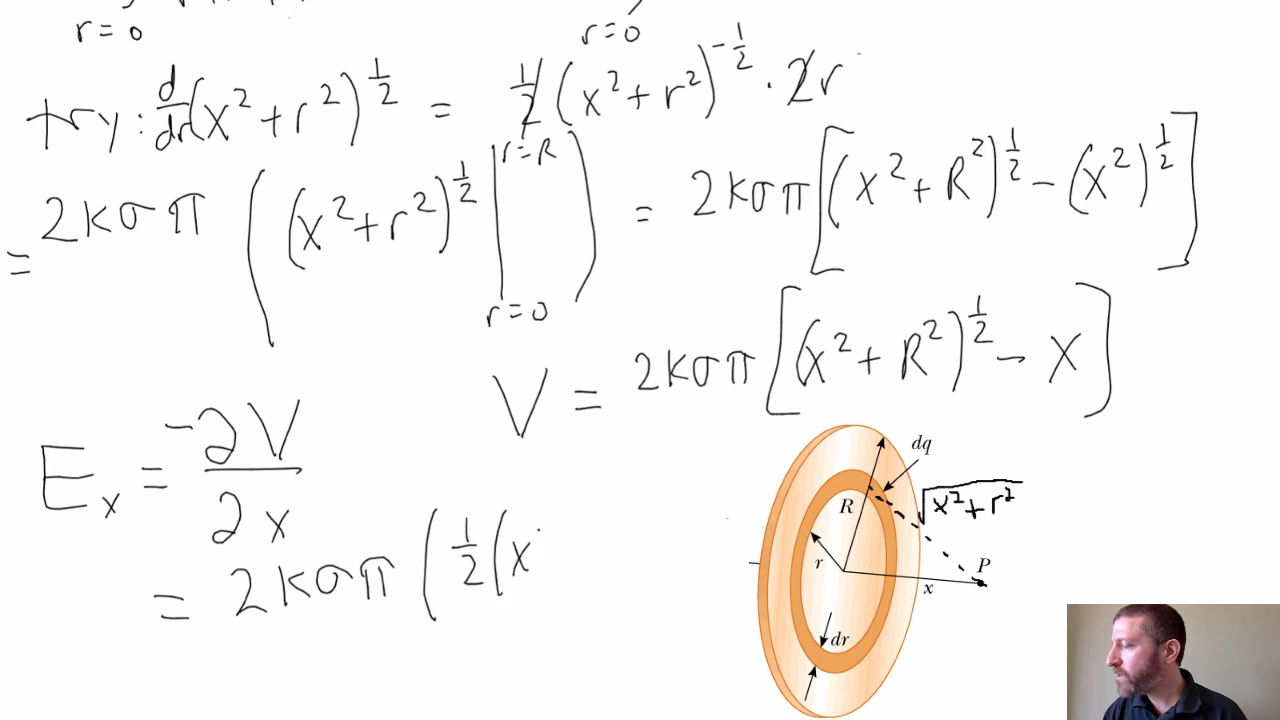 r = 0
r = 0
try: d/dr (x² + r²)^½ = ½ (x² + r²)^-½ · 2r
= 2kσπ ( (x² + r²)^½ | r=R r=0 ) = 2kσπ [ (x² + R²)^½ − (x²)^½ ]
V = 2kσπ [ (x² + R²)^½ − x ]
E_x = −∂V/∂x
= 2kσπ ( ½ (x
dq
√x² + r²
R
P
r
x
dr